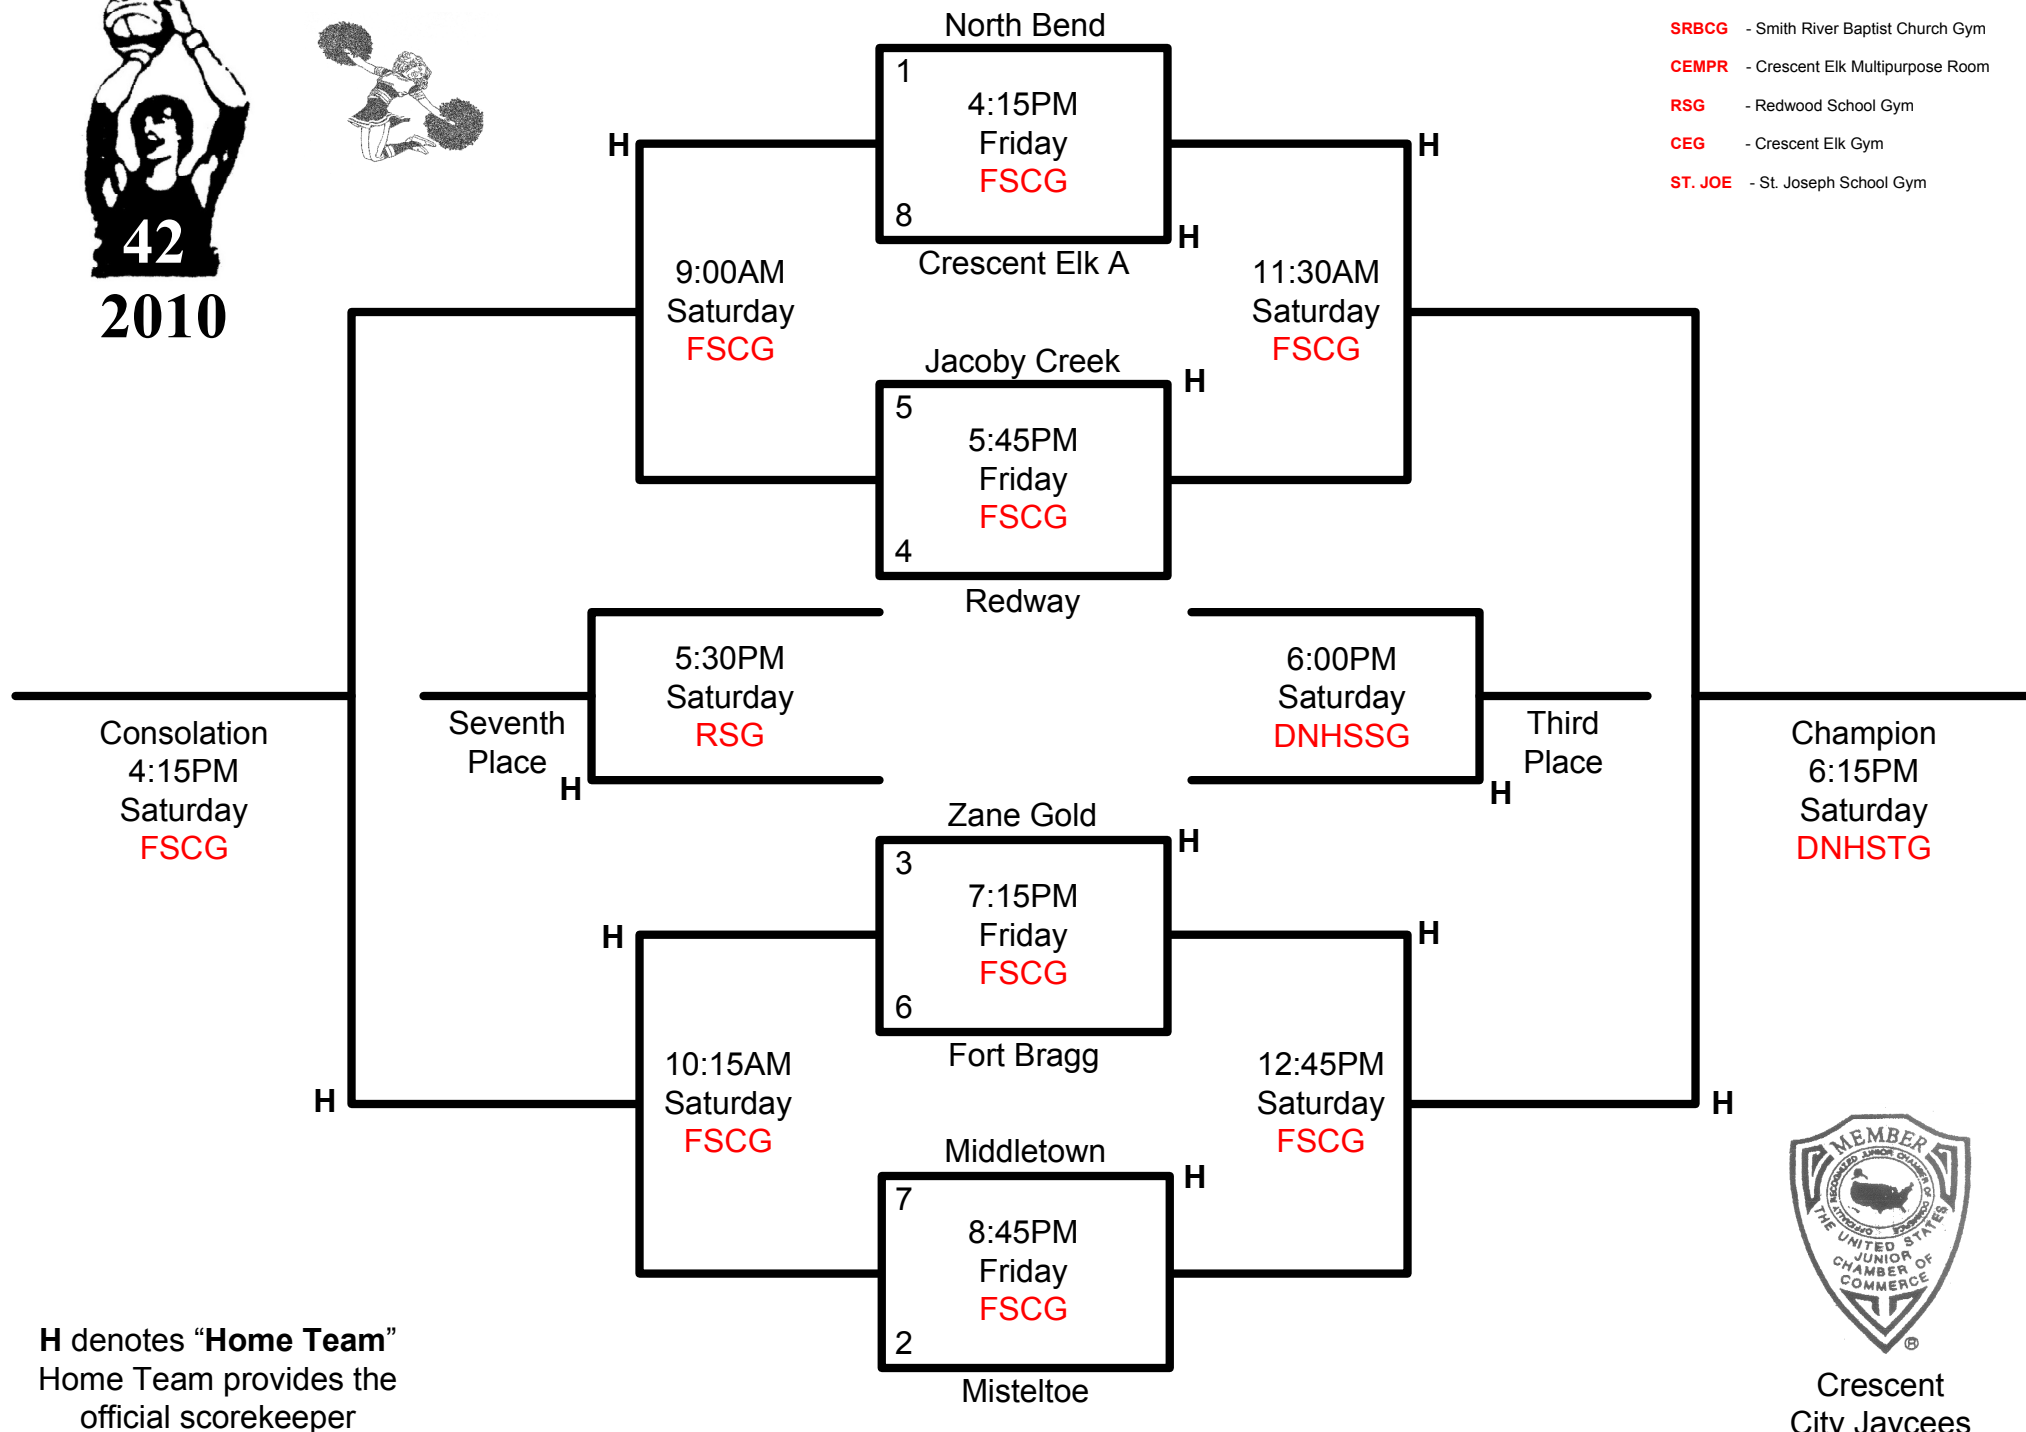 42
2010
SRBCG - Smith River Baptist Church Gym
CEMPR - Crescent Elk Multipurpose Room
RSG - Redwood School Gym
CEG - Crescent Elk Gym
ST. JOE - St. Joseph School Gym
North Bend
1
4:15PM
Friday
FSCG
8
Crescent Elk A
H
H
H
9:00AM
Saturday
FSCG
11:30AM
Saturday
FSCG
Jacoby Creek
H
5
5:45PM
Friday
FSCG
4
Redway
5:30PM
Saturday
RSG
6:00PM
Saturday
DNHSSG
Consolation
4:15PM
Saturday
FSCG
Seventh
Place
H
Third
Place
H
Champion
6:15PM
Saturday
DNHSTG
Zane Gold
H
3
7:15PM
Friday
FSCG
6
Fort Bragg
H
H
10:15AM
Saturday
FSCG
12:45PM
Saturday
FSCG
H
H
Middletown
H
7
8:45PM
Friday
FSCG
2
Misteltoe
H denotes “Home Team”
Home Team provides the
official scorekeeper
MEMBER
OFFICIALLY RECOGNIZED JUNIOR CHAMBER OF COMMERCE
THE UNITED STATES
JUNIOR
CHAMBER OF
COMMERCE
®
Crescent
City Jaycees